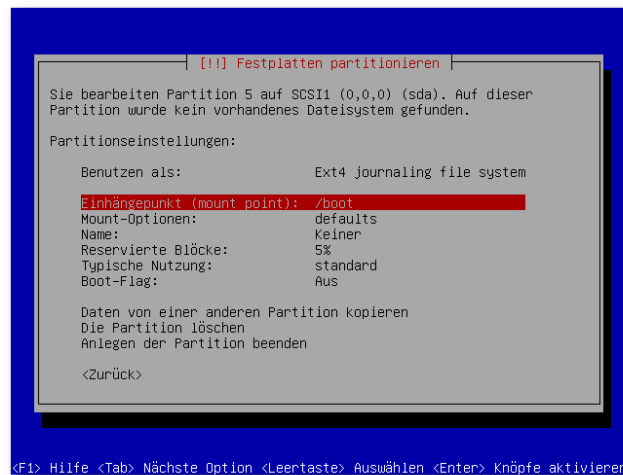 [!!] Festplatten partitionieren
Sie bearbeiten Partition 5 auf SCSI1 (0,0,0) (sda). Auf dieser
Partition wurde kein vorhandenes Dateisystem gefunden.
Partitionseinstellungen:
Benutzen als: Ext4 journaling file system
Einhängepunkt (mount point): /boot
Mount-Optionen: defaults
Name: Keiner
Reservierte Blöcke: 5%
Typische Nutzung: standard
Boot-Flag: Aus
Daten von einer anderen Partition kopieren
Die Partition löschen
Anlegen der Partition beenden
<Zurück>
<F1> Hilfe <Tab> Nächste Option <Leertaste> Auswählen <Enter> Knöpfe aktivieren